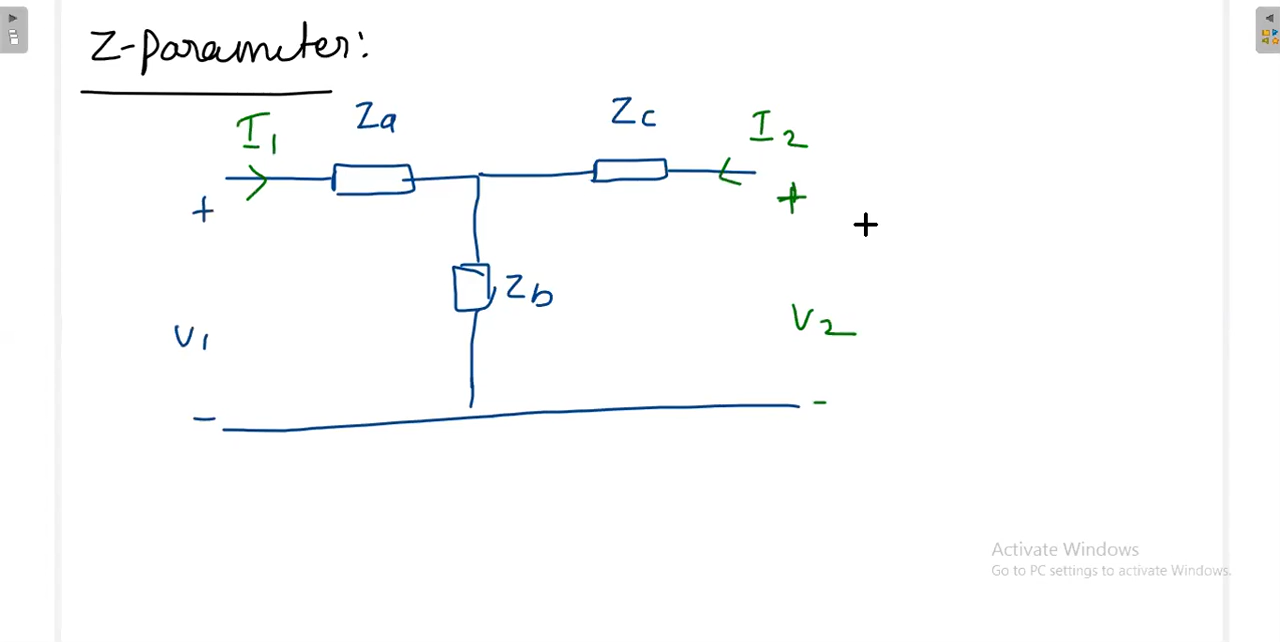 Z-parameter:
I1
Za
Zc
I2
+
+
Zb
V1
V2
-
-
Activate Windows
Go to PC settings to activate Windows.